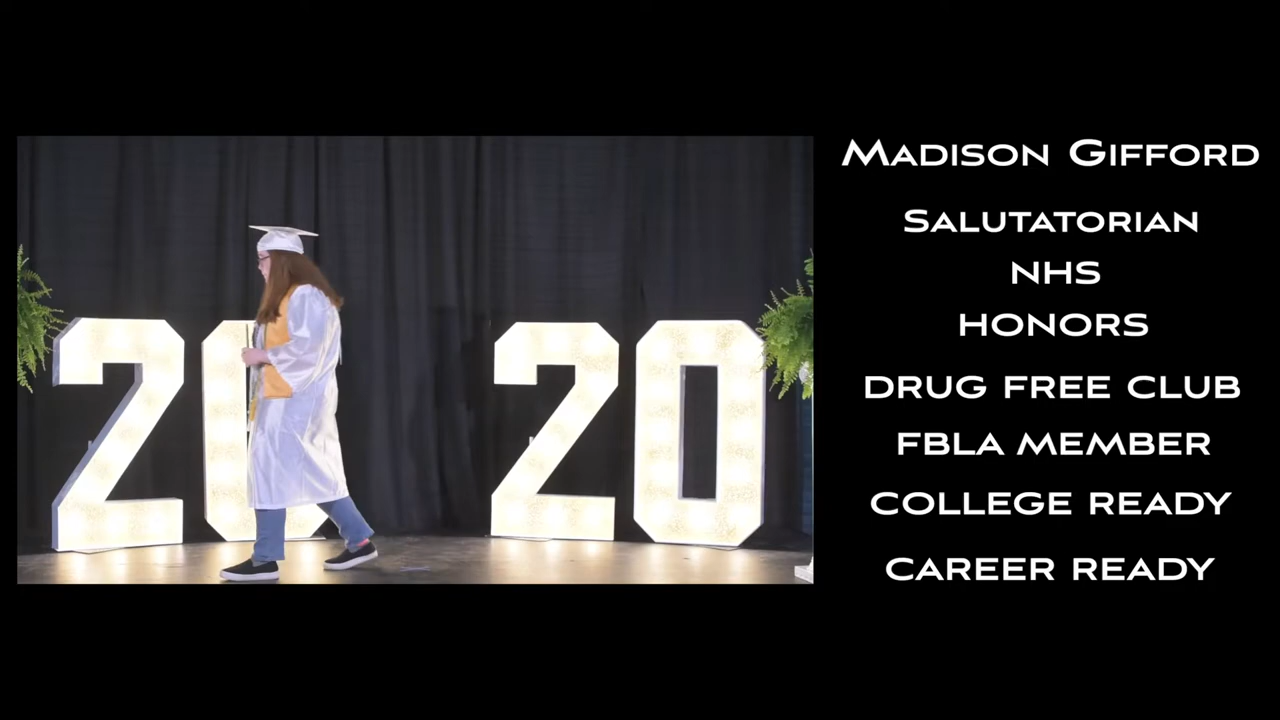 2020
Madison Gifford
Salutatorian
NHS
HONORS
DRUG FREE CLUB
FBLA MEMBER
COLLEGE READY
CAREER READY